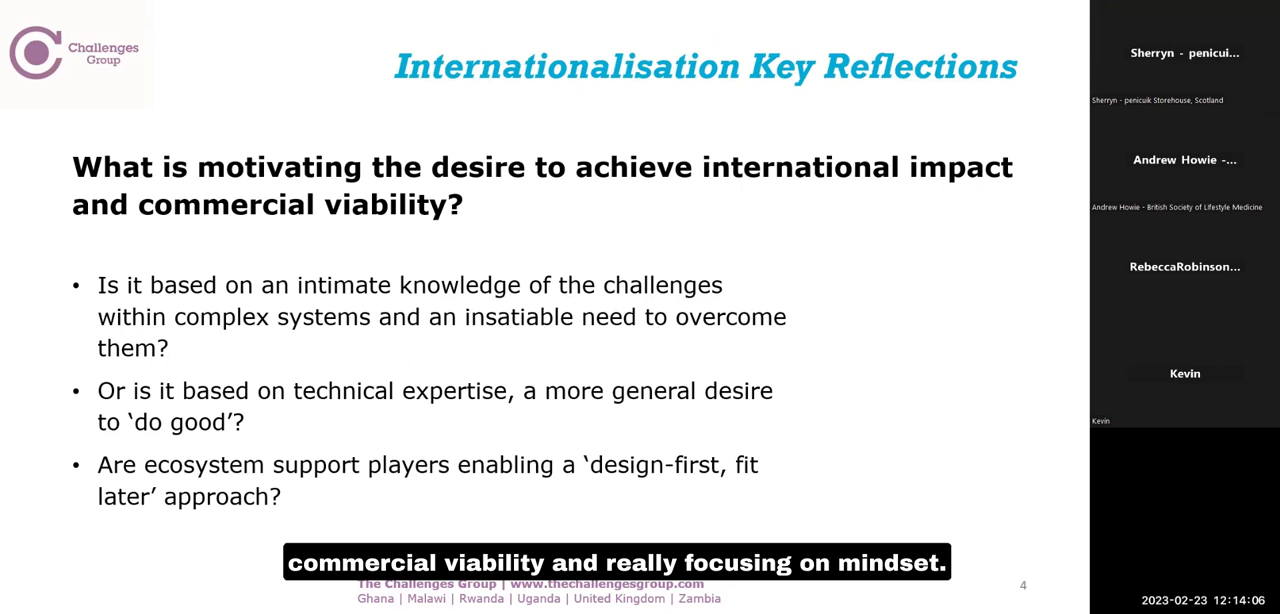 Challenges
Group
Internationalisation Key Reflections
What is motivating the desire to achieve international impact
and commercial viability?
• Is it based on an intimate knowledge of the challenges
within complex systems and an insatiable need to overcome
them?
• Or is it based on technical expertise, a more general desire
to ‘do good’?
• Are ecosystem support players enabling a ‘design-first, fit
later’ approach?
commercial viability and really focusing on mindset.
The Challenges Group | www.thechallengesgroup.com
Ghana | Malawi | Rwanda | Uganda | United Kingdom | Zambia
4
Sherryn - penicui...
Sherryn - penicuik Storehouse, Scotland
Andrew Howie -...
Andrew Howie - British Society of LIfestyle Medicine
RebeccaRobinson...
Kevin
Kevin
2023-02-23 12:14:06